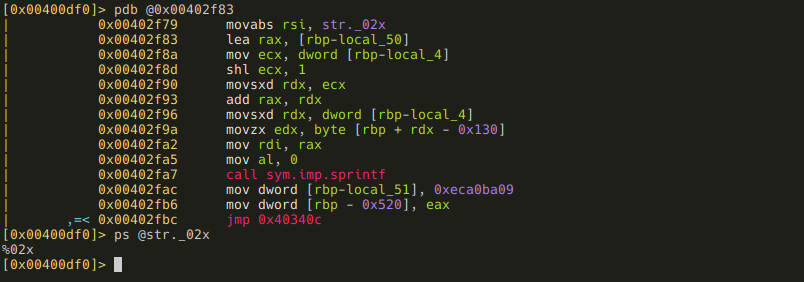 [0x00400df0]> pdb @0x00402f83
|           0x00402f79      movabs rsi, str._02x
|           0x00402f83      lea rax, [rbp-local_50]
|           0x00402f8a      mov ecx, dword [rbp-local_4]
|           0x00402f8d      shl ecx, 1
|           0x00402f90      movsxd rdx, ecx
|           0x00402f93      add rax, rdx
|           0x00402f96      movsxd rdx, dword [rbp-local_4]
|           0x00402f9a      movzx edx, byte [rbp + rdx - 0x130]
|           0x00402fa2      mov rdi, rax
|           0x00402fa5      mov al, 0
|           0x00402fa7      call sym.imp.sprintf
|           0x00402fac      mov dword [rbp-local_51], 0xeca0ba09
|           0x00402fb6      mov dword [rbp - 0x520], eax
|       ,=< 0x00402fbc      jmp 0x40340c
[0x00400df0]> ps @str._02x
%02x
[0x00400df0]>